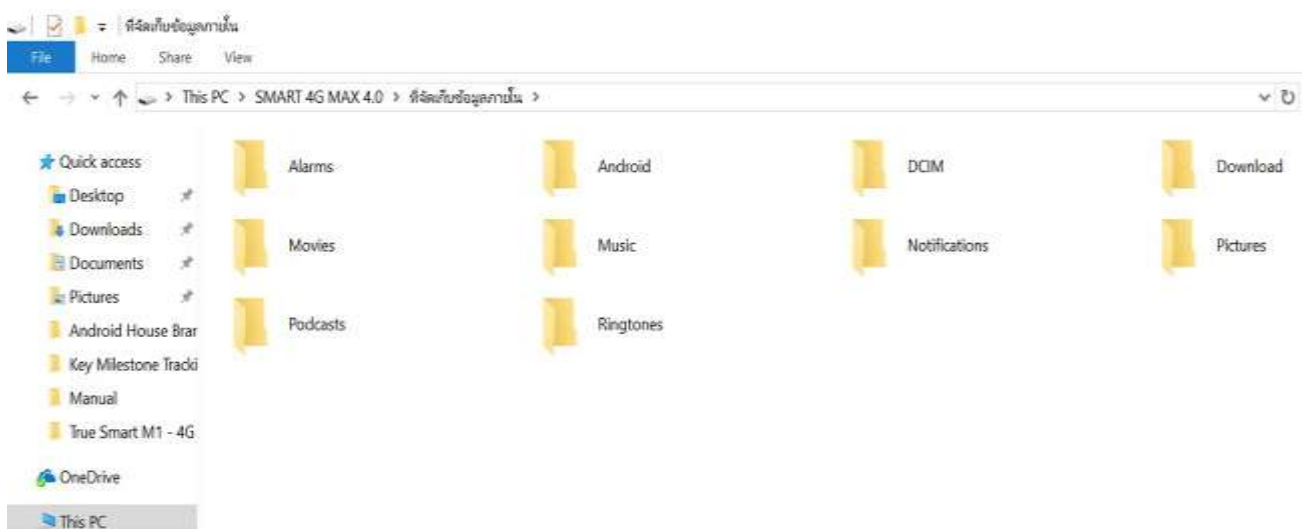 ที่จัดเก็บข้อมูลภายใน
File Home Share View
This PC > SMART 4G MAX 4.0 > ที่จัดเก็บข้อมูลภายใน >
Quick access
Desktop
Downloads
Documents
Pictures
Android House Brar
Key Milestone Tracki
Manual
True Smart M1 - 4G
OneDrive
This PC
Alarms Android DCIM Download
Movies Music Notifications Pictures
Podcasts Ringtones